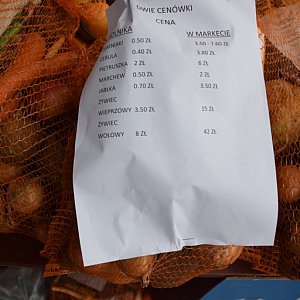 DWIE CENÓWKI
CENA
ROLNIKA W MARKECIE
ZIEMNIAKI 0.50 ZŁ 3.50 - 7.60 ZŁ
CEBULA 0.40 ZŁ 3.80 ZŁ
PIETRUSZKA 2 ZŁ 6 ZŁ
MARCHEW 0.50 ZŁ 2 ZŁ
JABŁKA 0.70 ZŁ 3.50 ZŁ
ŻYWIEC
WIEPRZOWY 3.50 ZŁ 15 ZŁ
ŻYWIEC
WOŁOWY 8 ZŁ 42 ZŁ